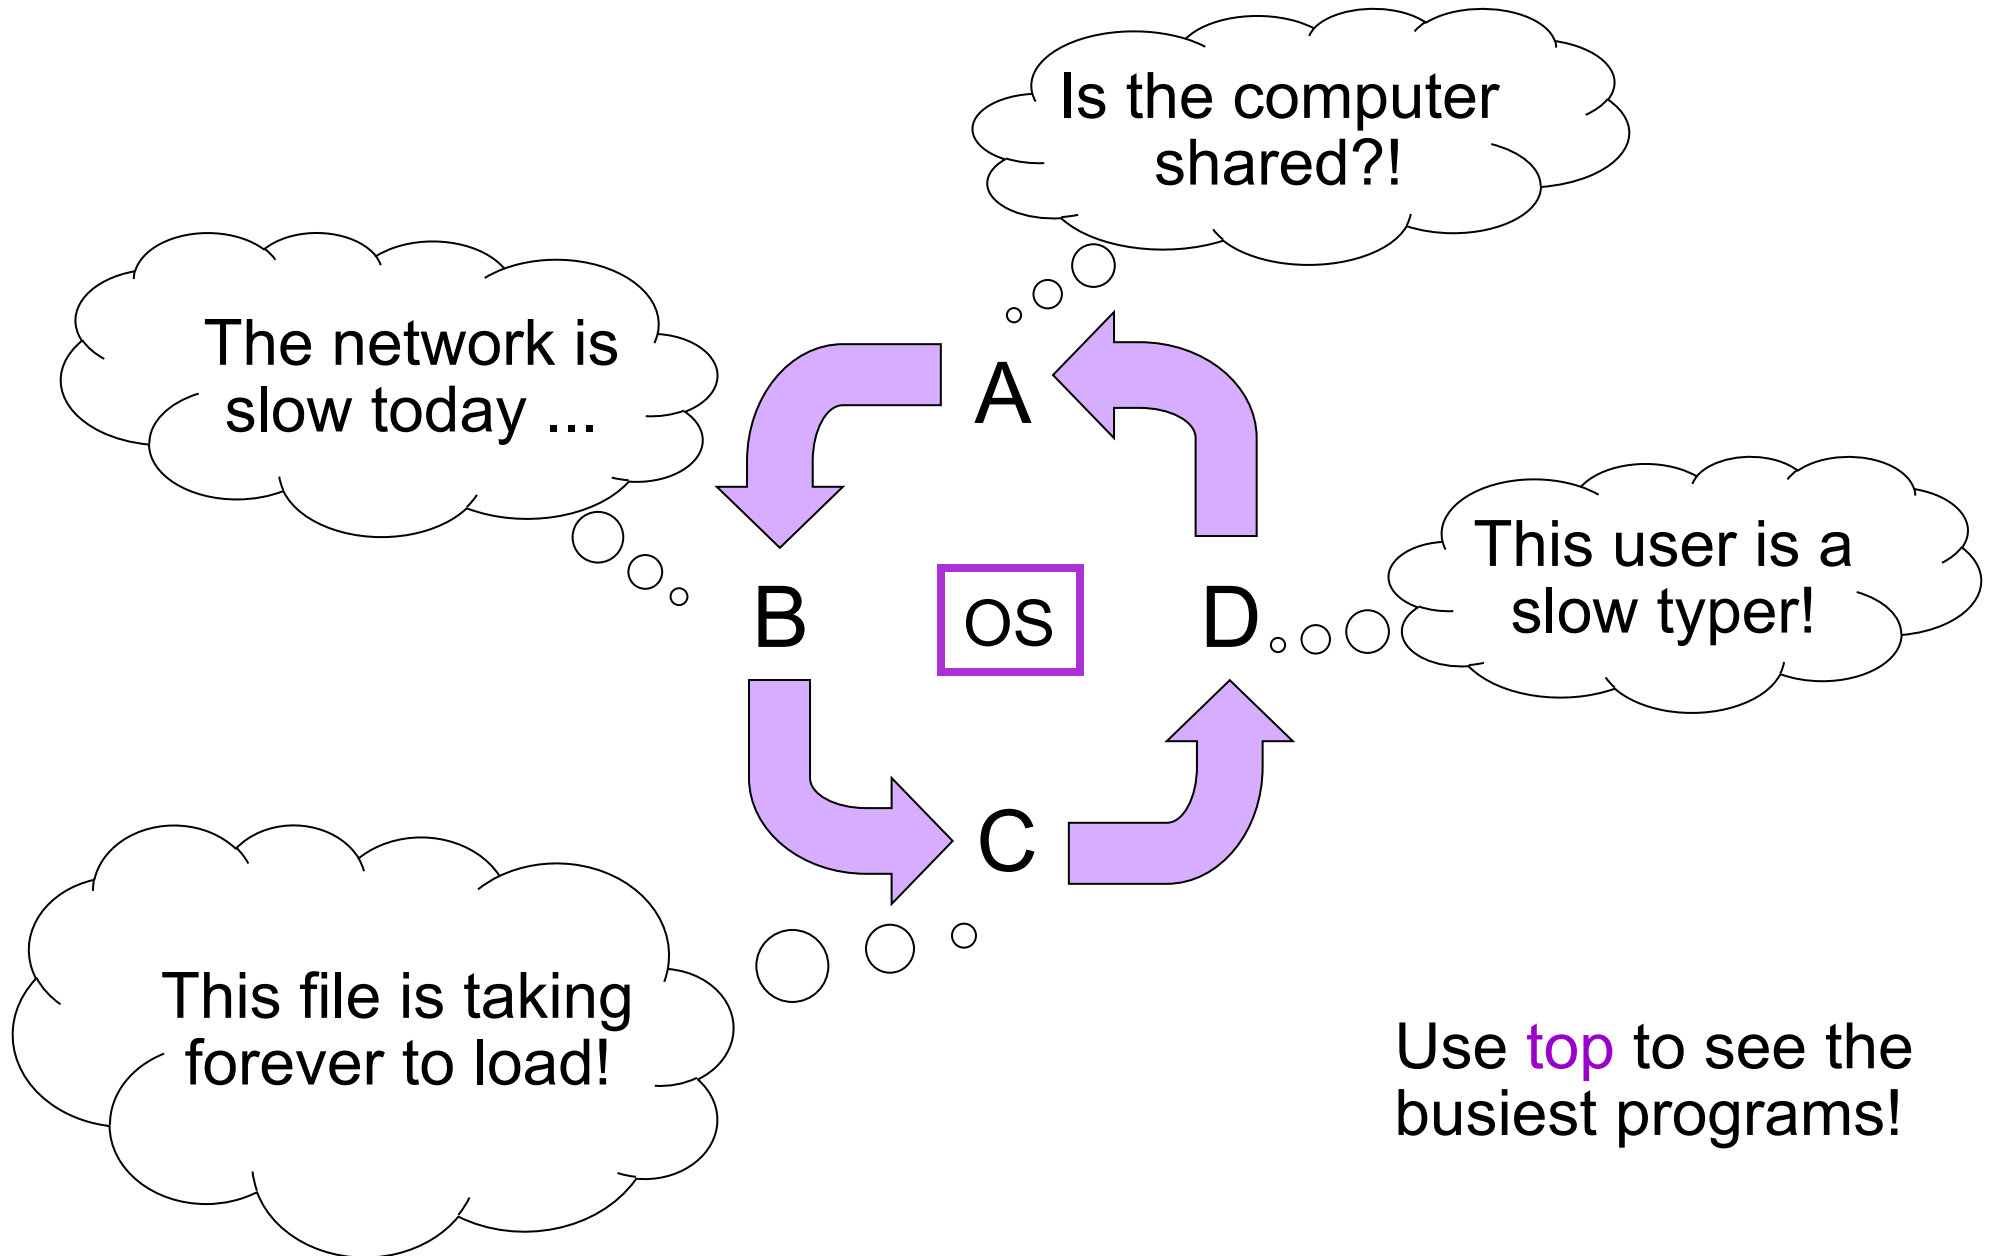 Is the computer
shared?!
The network is
slow today ...
A
This user is a
slow typer!
B
OS
D
C
This file is taking
forever to load!
Use top to see the
busiest programs!